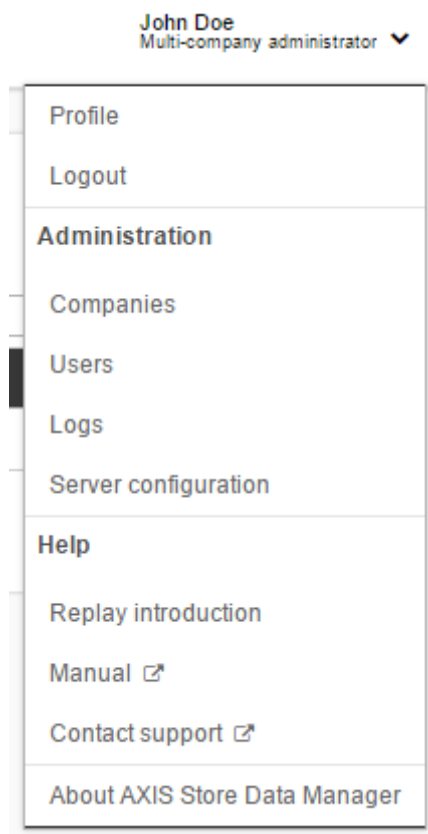 John Doe
Multi-company administrator
Profile
Logout
Administration
Companies
Users
Logs
Server configuration
Help
Replay introduction
Manual
Contact support
About AXIS Store Data Manager